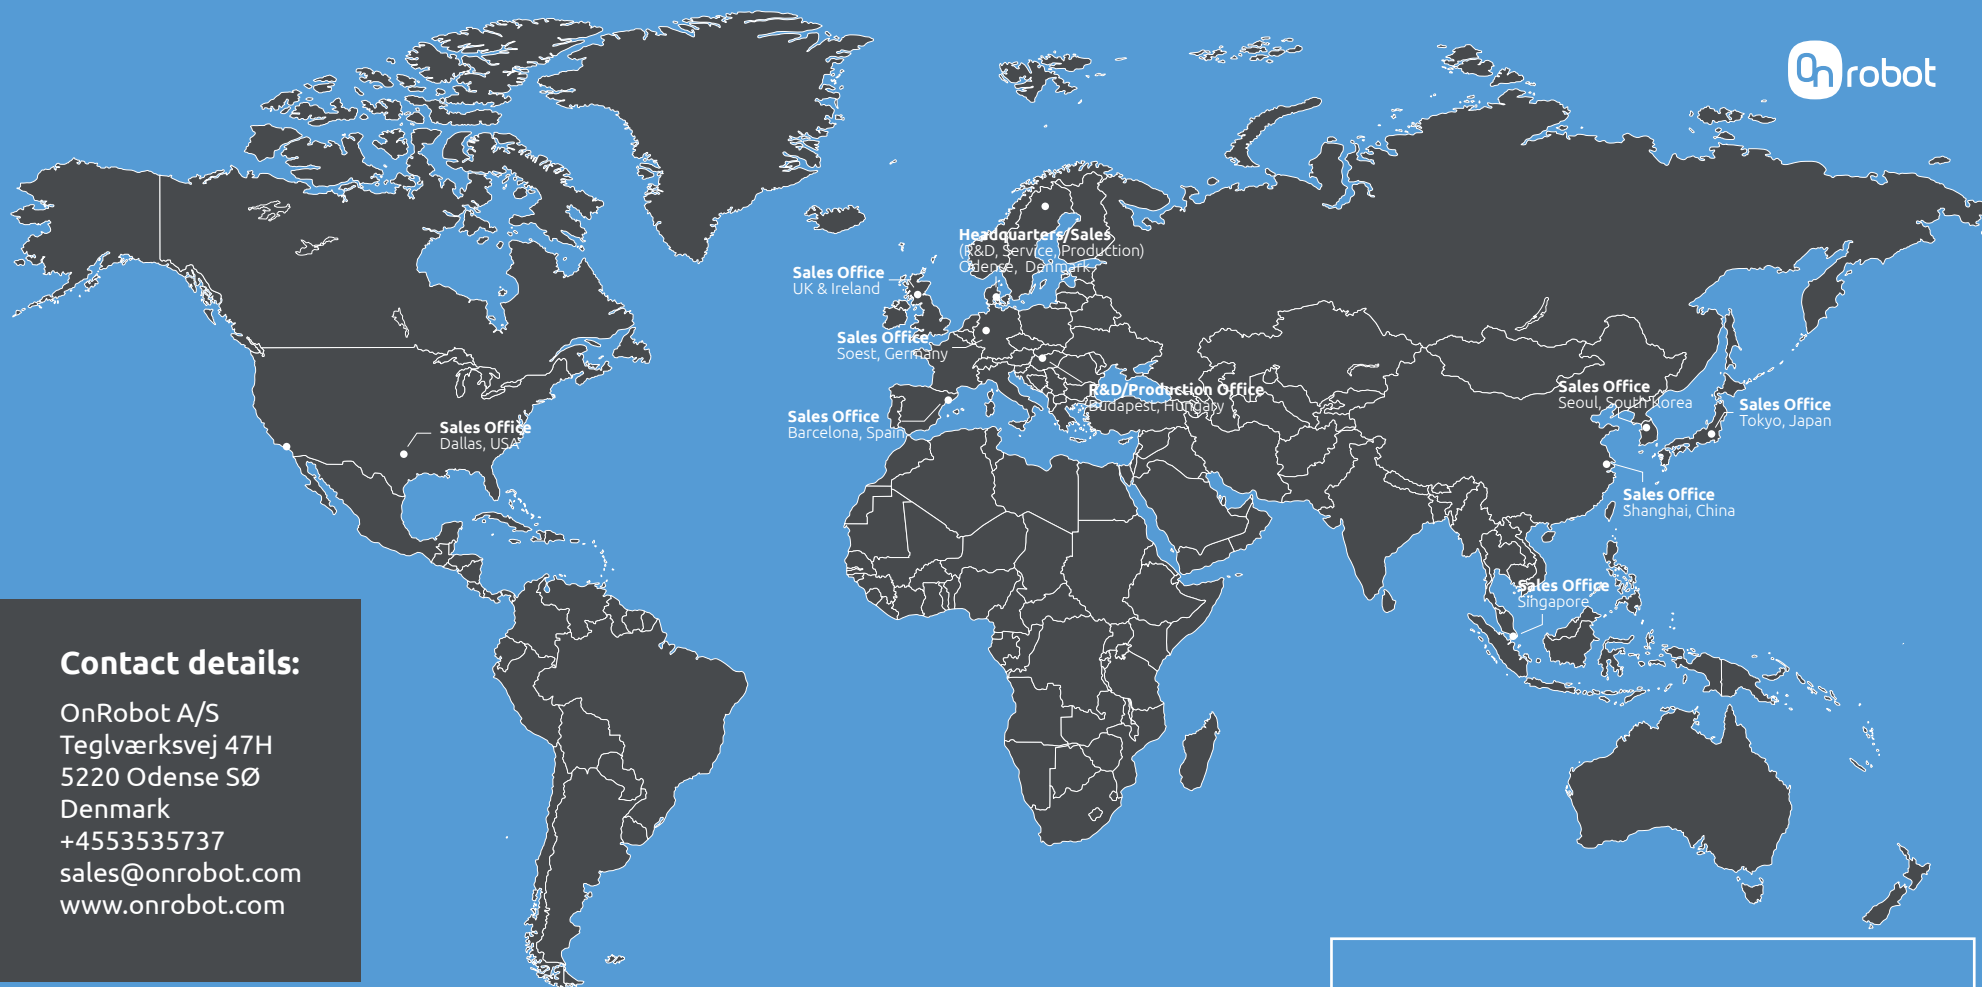 On robot
Headquarters/Sales
(R&D, Service, Production)
Odense, Denmark
Sales Office
UK & Ireland
Sales Office
Soest, Germany
R&D/Production Office
Budapest, Hungary
Sales Office
Barcelona, Spain
Sales Office
Dallas, USA
Sales Office
Seoul, South Korea
Sales Office
Tokyo, Japan
Sales Office
Shanghai, China
Sales Office
Singapore
Contact details:
OnRobot A/S
Teglværksvej 47H
5220 Odense SØ
Denmark
+4553535737
sales@onrobot.com
www.onrobot.com